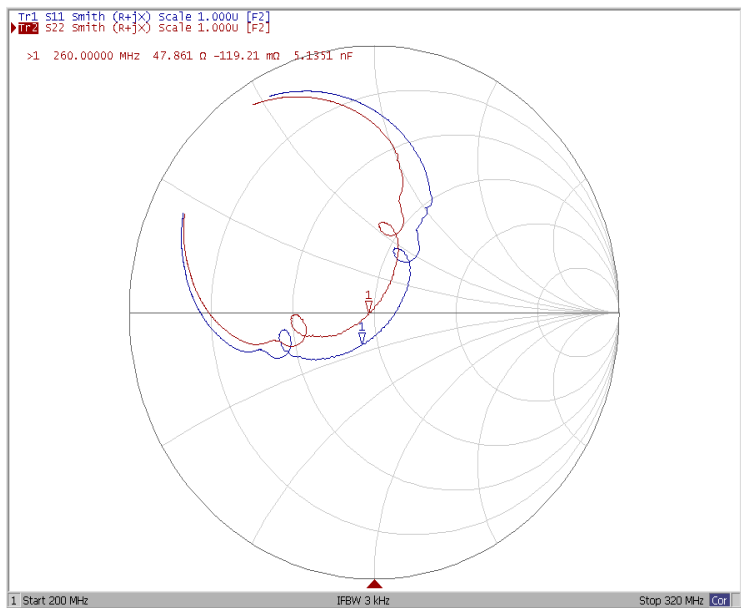 Tr1 S11 Smith (R+jX) Scale 1.000U [F2]
Tr2 S22 Smith (R+jX) Scale 1.000U [F2]
>1 260.00000 MHz 47.861 Ω -119.21 mΩ 5.1351 nF
1
1
1 Start 200 MHz IFBW 3 kHz Stop 320 MHz Cor